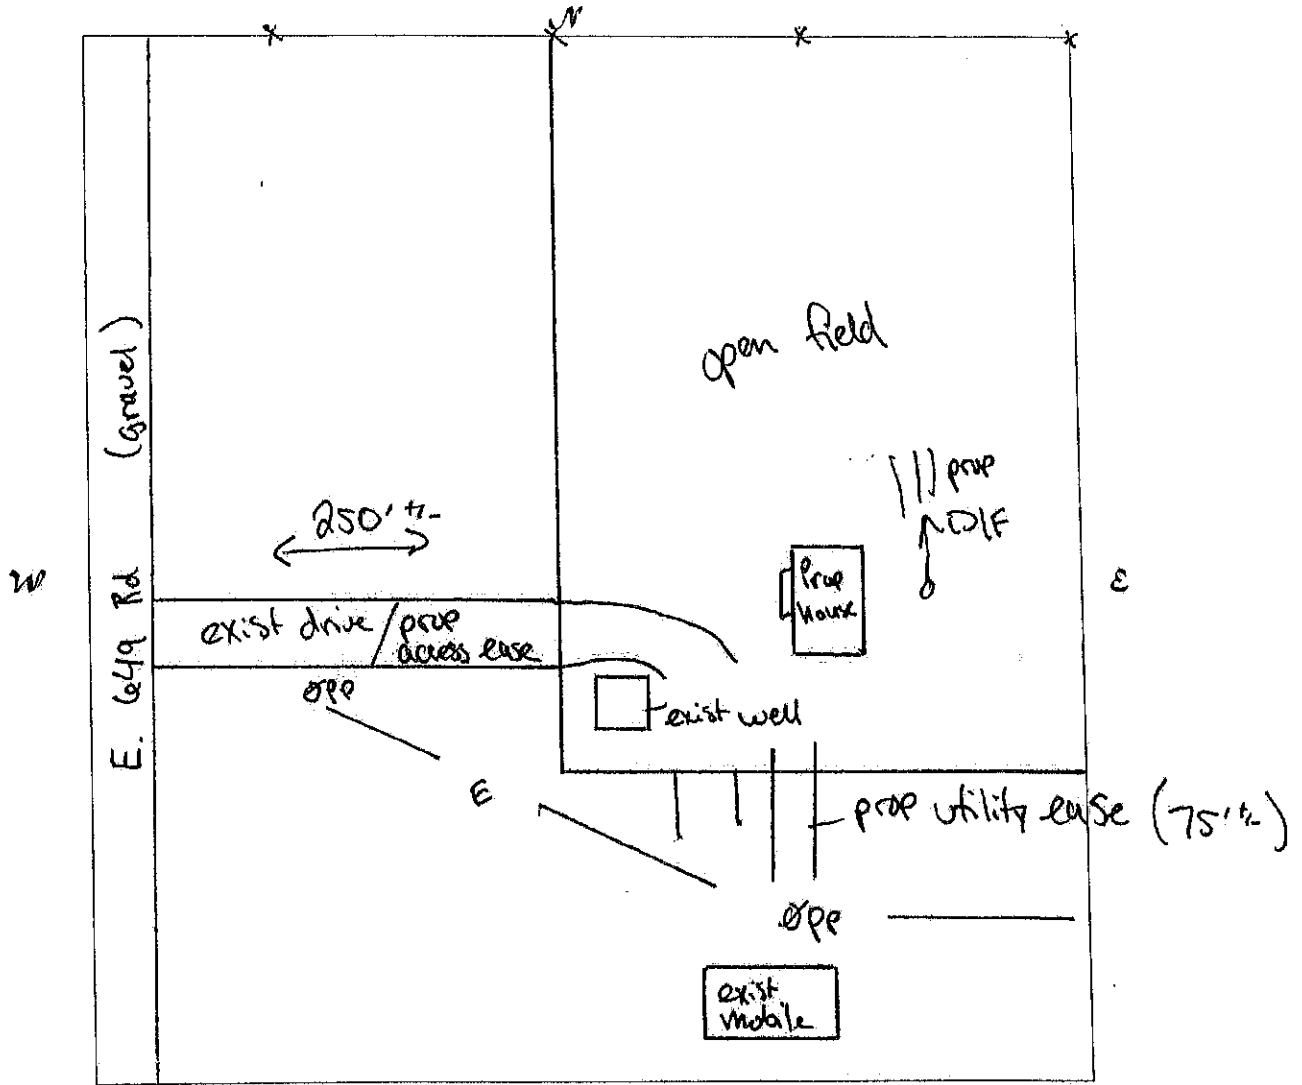 N
open field
(gravel)
prop
D/F
250' +/-
W
Prop
House
E
exist drive / prop
access ease
E. 649 Rd
ØPP
exist well
E
prop utility ease (75' +/-)
ØPP
exist
mobile